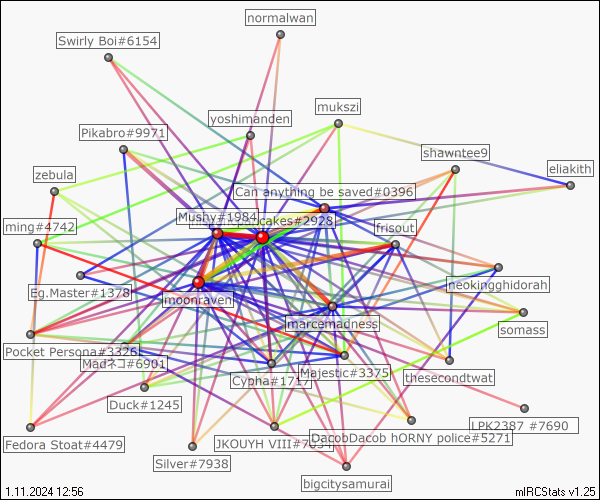 normalwan
Swirly Boi#6154
mukszi
yoshimanden
Pikabro#9971
shawntee9
eliakith
zebula
Can anything be saved#0396
Mushy#1984
cakes#2928
ming#4742
frisout
neokingghidorah
Eg.Master#1378
moonraven
marcemadness
somass
Pocket Persona#3326
Madネコ#6901
Cypha#1717
Majestic#3375
thesecondtwat
Duck#1245
LPK2387 #7690
Fedora Stoat#4479
JKOUYH VIII#7034
DacobDacob hORNY police#5271
Silver#7938
bigcitysamurai
1.11.2024 12:56
mIRCStats v1.25